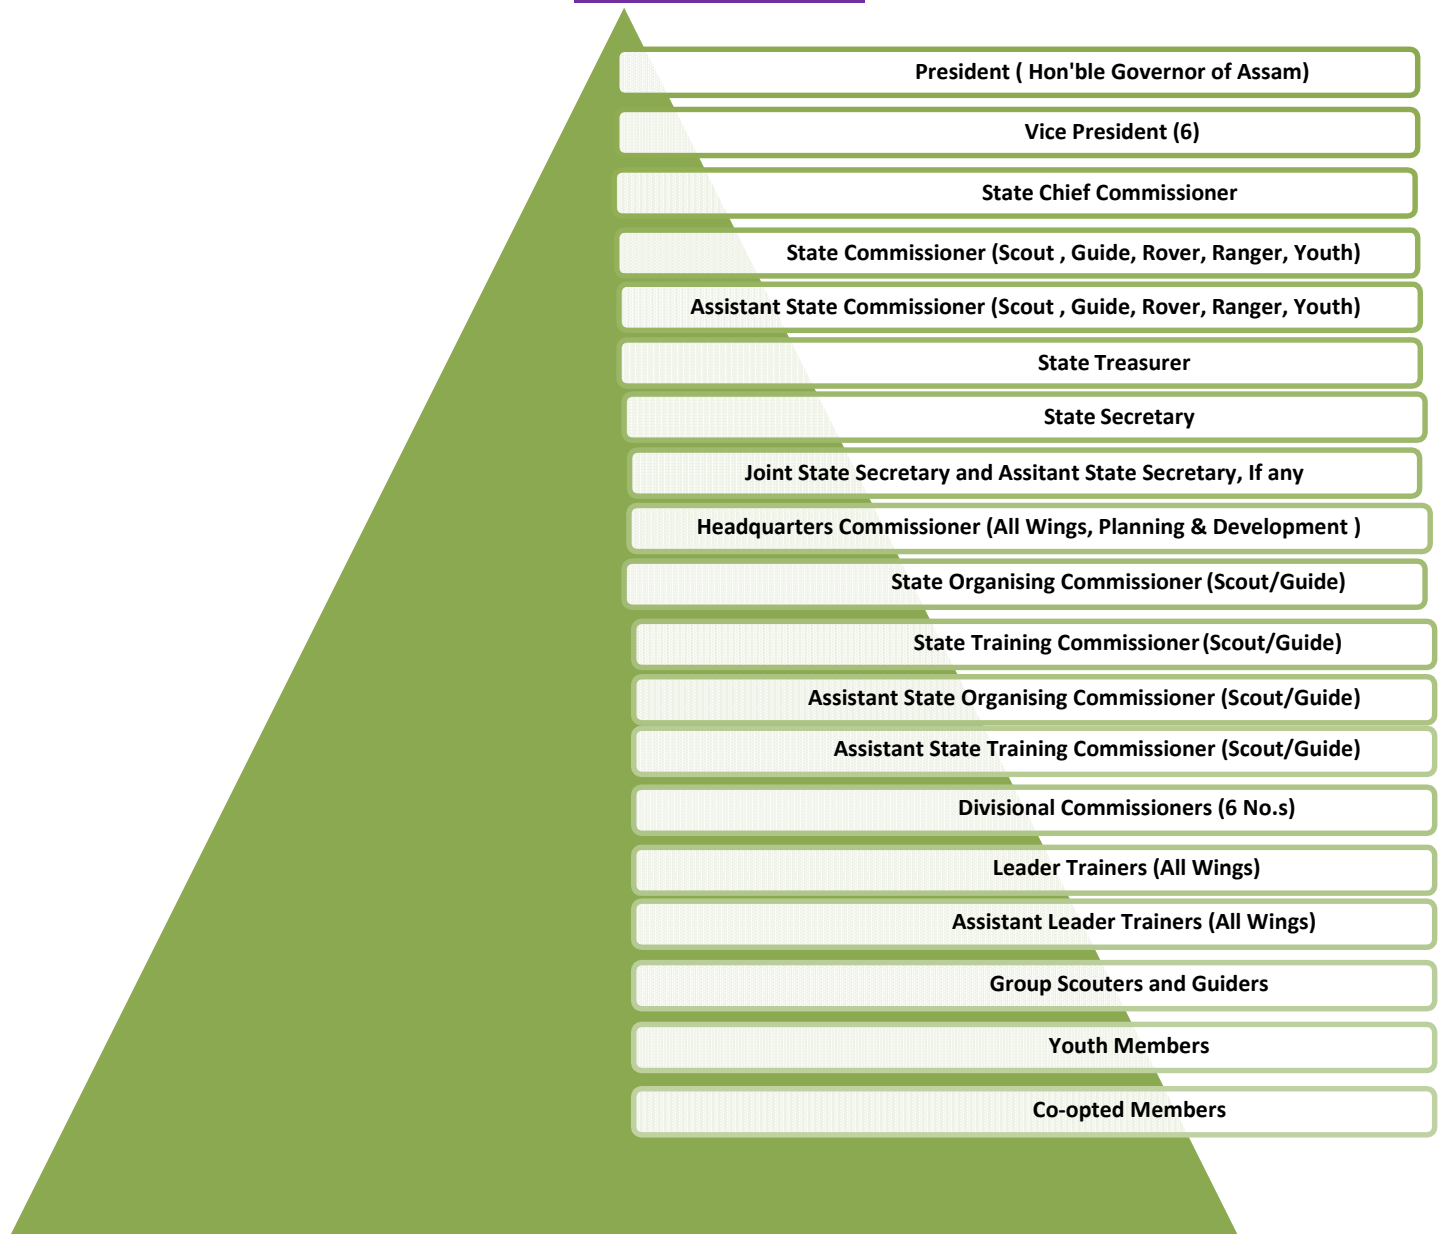 President ( Hon'ble Governor of Assam)
Vice President (6)
State Chief Commissioner
State Commissioner (Scout , Guide, Rover, Ranger, Youth)
Assistant State Commissioner (Scout , Guide, Rover, Ranger, Youth)
State Treasurer
State Secretary
Joint State Secretary and Assitant State Secretary, If any
Headquarters Commissioner (All Wings, Planning & Development )
State Organising Commissioner (Scout/Guide)
State Training Commissioner (Scout/Guide)
Assistant State Organising Commissioner (Scout/Guide)
Assistant State Training Commissioner (Scout/Guide)
Divisional Commissioners (6 No.s)
Leader Trainers (All Wings)
Assistant Leader Trainers (All Wings)
Group Scouters and Guiders
Youth Members
Co-opted Members